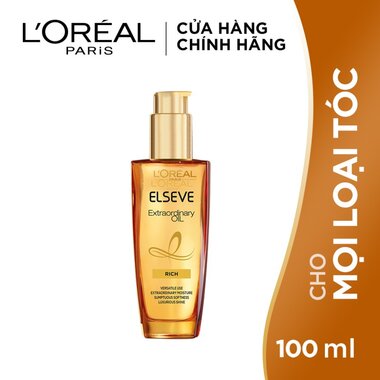 L'ORÉAL
PARIS
CỬA HÀNG
CHÍNH HÃNG
L'ORÉAL
PARIS
ELSEVE
Extraordinary
OIL
RICH
VERSATILE USE
EXTRAORDINARY MOISTURE
SUMPTUOUS SOFTNESS
LUXURIOUS SHINE
CHO
MỌI LOẠI TÓC
100 ml